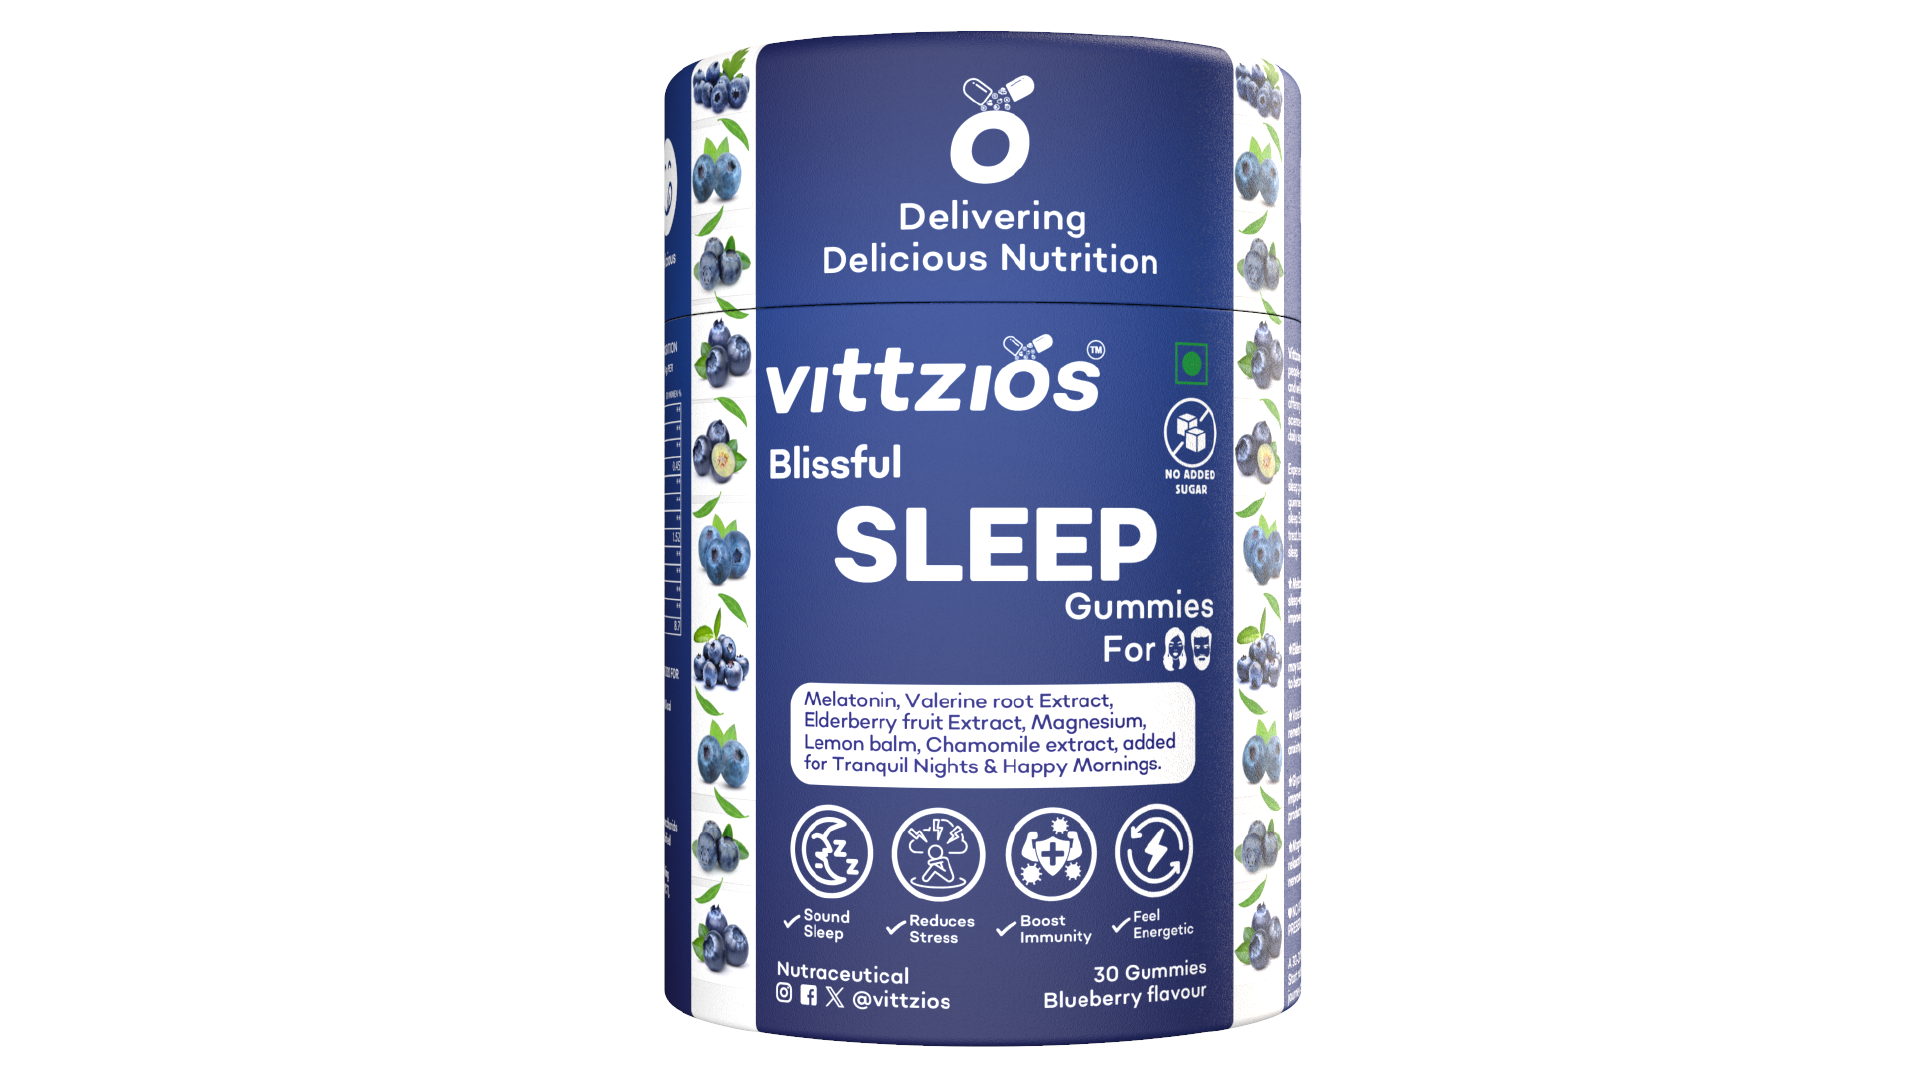 Delivering
Delicious Nutrition
vittzios™
Blissful
NO ADDED
SUGAR
SLEEP
Gummies
For
Melatonin, Valerine root Extract,
Elderberry fruit Extract, Magnesium,
Lemon balm, Chamomile extract, added
for Tranquil Nights & Happy Mornings.
Sound
Sleep
Reduces
Stress
Boost
Immunity
Feel
Energetic
Nutraceutical
@vittzios
30 Gummies
Blueberry flavour